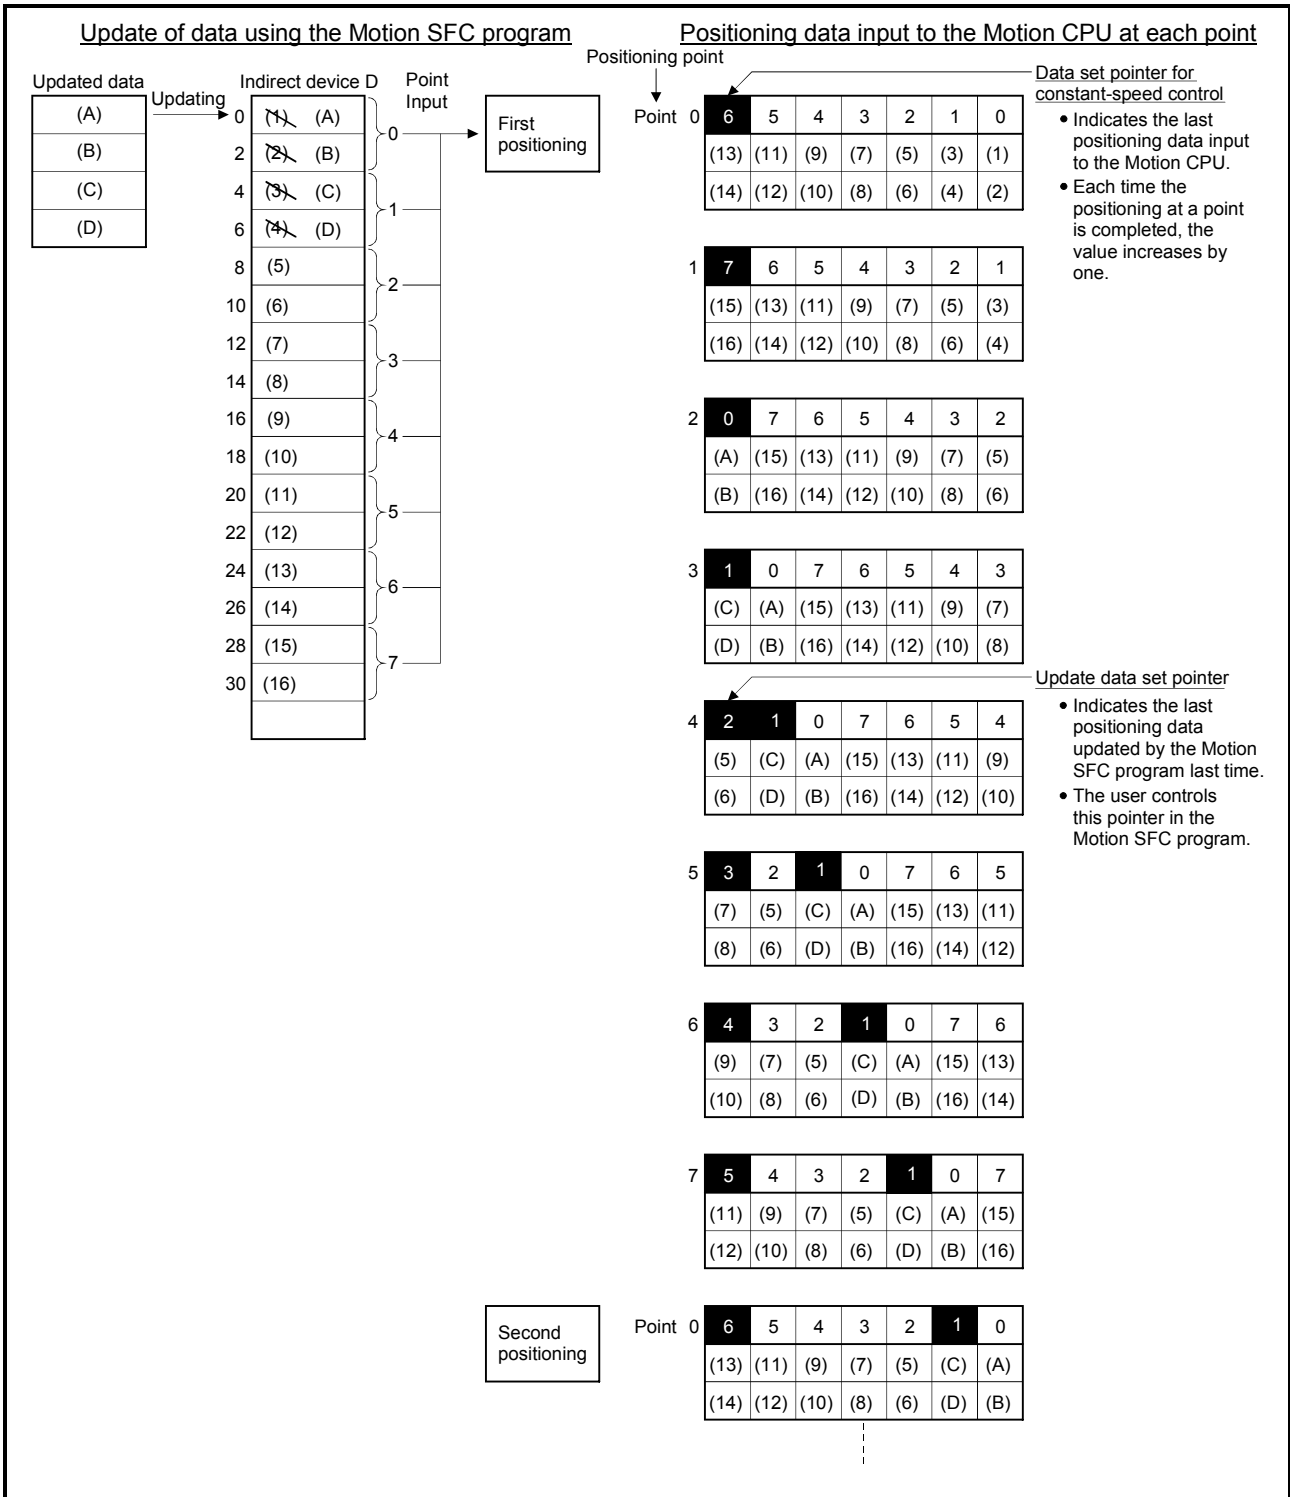 Update of data using the Motion SFC program
Updated data
(A)
(B)
(C)
(D)
Updating
Indirect device D
Point
Input
0 (1) (A)
2 (2) (B)
4 (3) (C)
6 (4) (D)
8 (5)
10 (6)
12 (7)
14 (8)
16 (9)
18 (10)
20 (11)
22 (12)
24 (13)
26 (14)
28 (15)
30 (16)
0
1
2
3
4
5
6
7
First
positioning
Positioning data input to the Motion CPU at each point
Positioning point
Point 0 6 5 4 3 2 1 0
(13) (11) (9) (7) (5) (3) (1)
(14) (12) (10) (8) (6) (4) (2)
Data set pointer for
constant-speed control
• Indicates the last
positioning data input
to the Motion CPU.
• Each time the
positioning at a point
is completed, the
value increases by
one.
1 7 6 5 4 3 2 1
(15) (13) (11) (9) (7) (5) (3)
(16) (14) (12) (10) (8) (6) (4)
2 0 7 6 5 4 3 2
(A) (15) (13) (11) (9) (7) (5)
(B) (16) (14) (12) (10) (8) (6)
3 1 0 7 6 5 4 3
(C) (A) (15) (13) (11) (9) (7)
(D) (B) (16) (14) (12) (10) (8)
4 2 1 0 7 6 5 4
(5) (C) (A) (15) (13) (11) (9)
(6) (D) (B) (16) (14) (12) (10)
Update data set pointer
• Indicates the last
positioning data
updated by the Motion
SFC program last time.
• The user controls
this pointer in the
Motion SFC program.
5 3 2 1 0 7 6 5
(7) (5) (C) (A) (15) (13) (11)
(8) (6) (D) (B) (16) (14) (12)
6 4 3 2 1 0 7 6
(9) (7) (5) (C) (A) (15) (13)
(10) (8) (6) (D) (B) (16) (14)
7 5 4 3 2 1 0 7
(11) (9) (7) (5) (C) (A) (15)
(12) (10) (8) (6) (D) (B) (16)
Second
positioning
Point 0 6 5 4 3 2 1 0
(13) (11) (9) (7) (5) (C) (A)
(14) (12) (10) (8) (6) (D) (B)